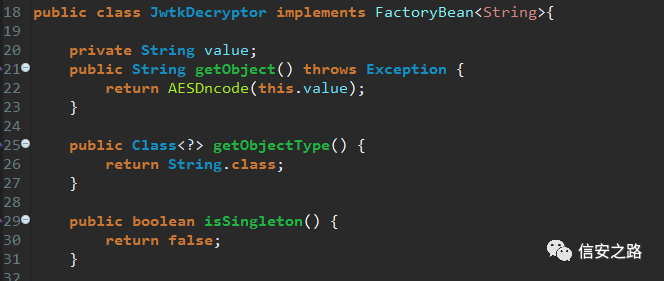 18 public class JwtkDecryptor implements FactoryBean<String>{
19
20 private String value;
21 public String getObject() throws Exception {
22 return AESDncode(this.value);
23 }
24
25 public Class<?> getObjectType() {
26 return String.class;
27 }
28
29 public boolean isSingleton() {
30 return false;
31 }
32
信安之路